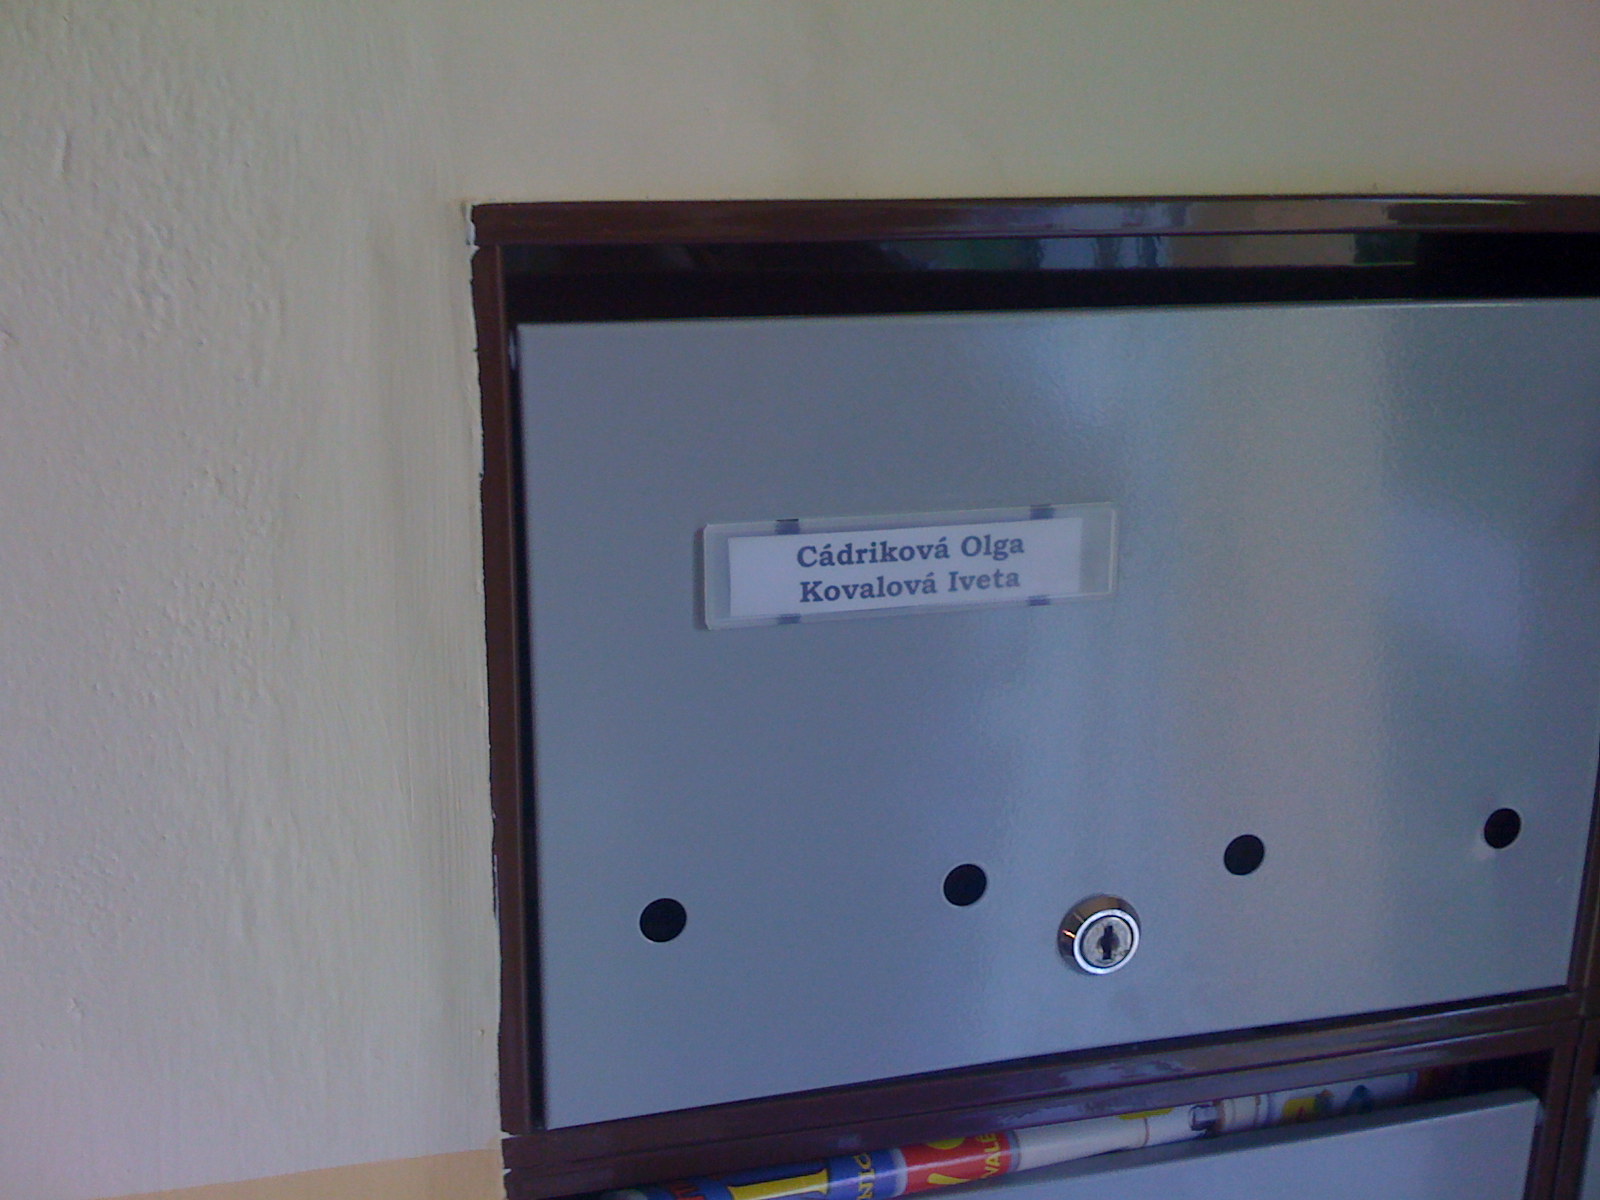 Cádriková Olga
Kovalová Iveta